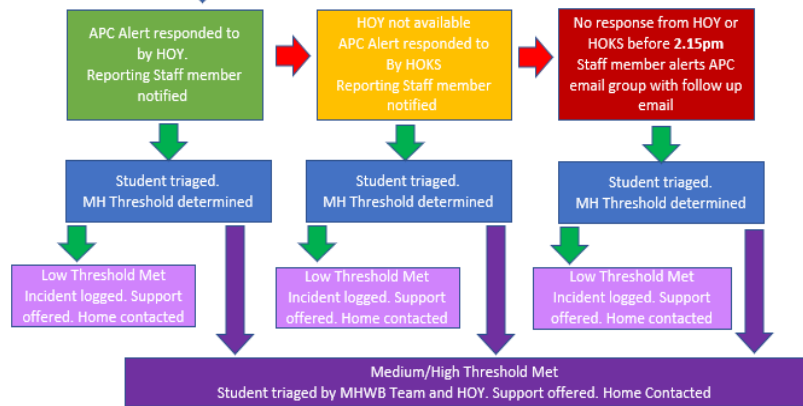 APC Alert responded to
by HOY.
Reporting Staff member
notified
HOY not available
APC Alert responded to
By HOKS
Reporting Staff member
notified
No response from HOY or
HOKS before 2.15pm
Staff member alerts APC
email group with follow up
email
Student triaged.
MH Threshold determined
Student triaged.
MH Threshold determined
Student triaged.
MH Threshold determined
Low Threshold Met
Incident logged. Support
offered. Home contacted
Low Threshold Met
Incident logged. Support
offered. Home contacted
Low Threshold Met
Incident logged. Support
offered. Home contacted
Medium/High Threshold Met
Student triaged by MHWB Team and HOY. Support offered. Home Contacted